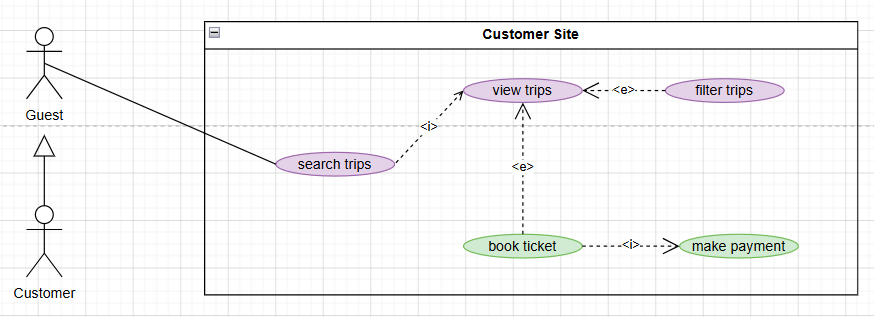 Customer Site
view trips
<e>
filter trips
Guest
<i>
search trips
<e>
book ticket
<i>
make payment
Customer